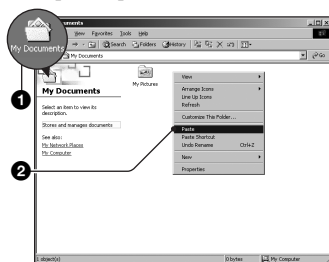 My Documents
View Favorites Tools Help
Search Folders History
My Documents
Go
My Documents
Select an item to view its
description.
Stores and manages documents
See also:
My Network Places
My Computer
My Pictures
View
Arrange Icons
Line Up Icons
Refresh
Customize This Folder...
Paste
Paste Shortcut
Undo Rename Ctrl+Z
New
Properties
1
2
1 object(s) 0 bytes My Computer